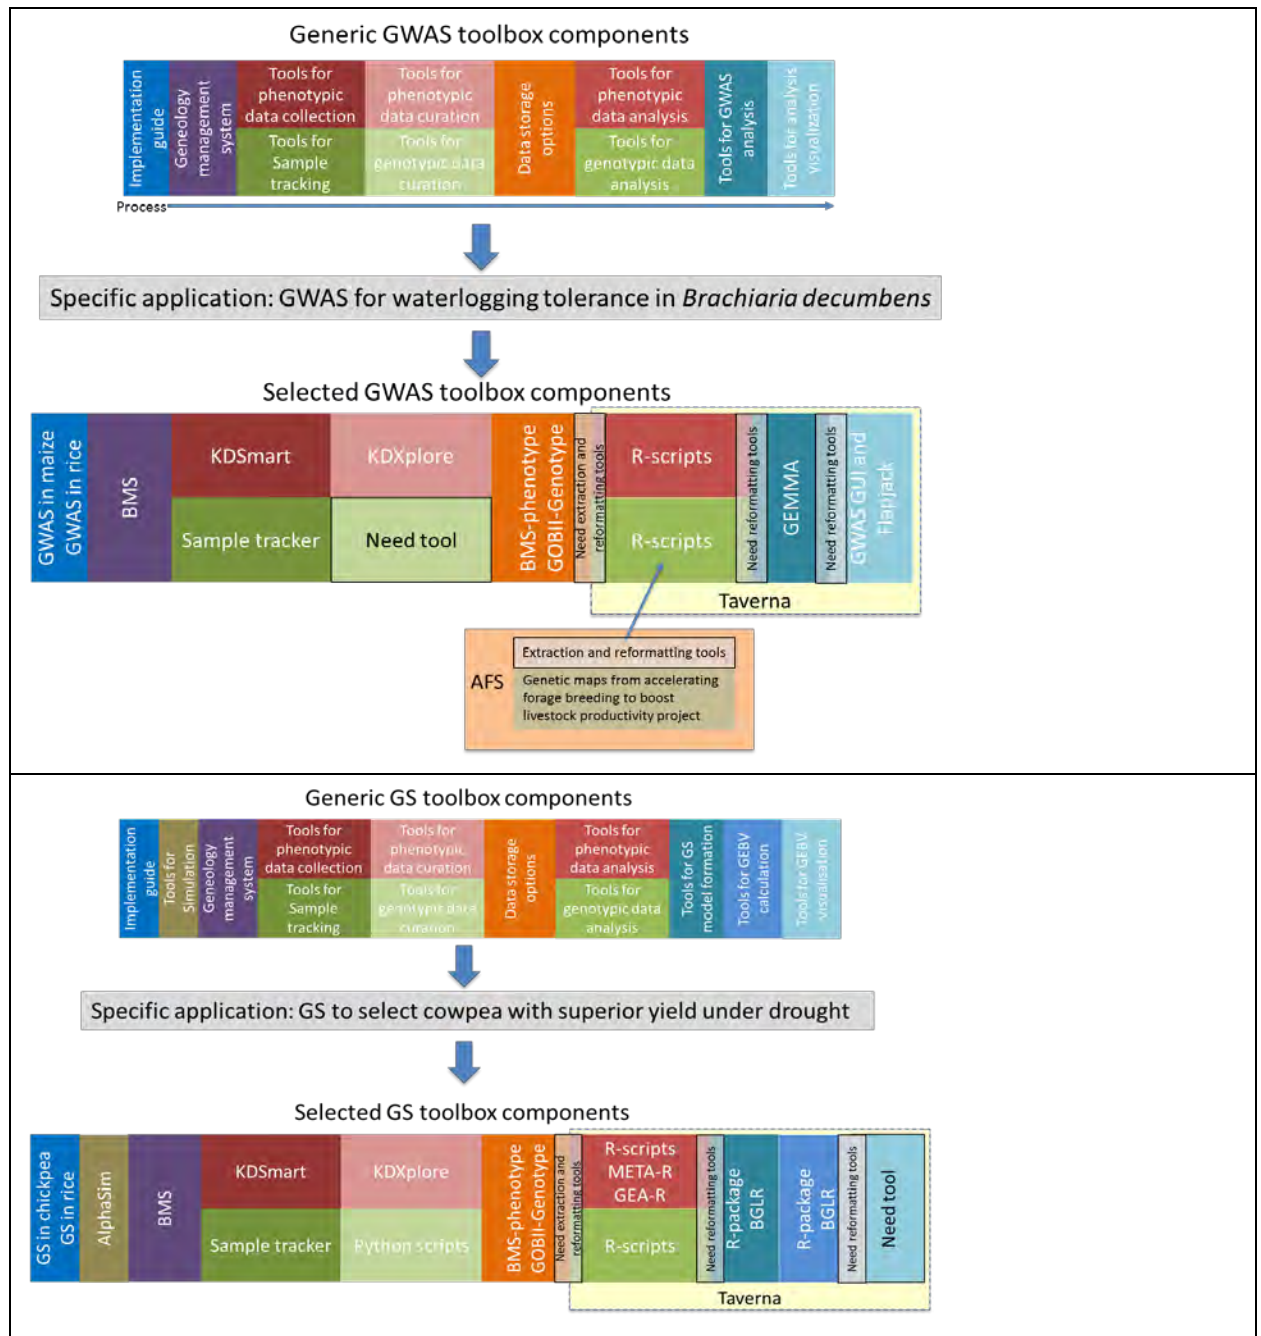 Generic GWAS toolbox components
Implementation
guide
Geneology
management
system
Tools for
phenotypic
data collection
Tools for
Sample
tracking
Tools for
phenotypic
data curation
Tools for
genotypic data
curation
Data storage
options
Tools for
phenotypic
data analysis
Tools for
genotypic data
analysis
Tools for GWAS
analysis
Tools for analysis
visualization
Process
Specific application: GWAS for waterlogging tolerance in Brachiaria decumbens
Selected GWAS toolbox components
GWAS in maize
GWAS in rice
BMS
KDSmart
Sample tracker
KDXplore
Need tool
BMS-phenotype
GOBII-Genotype
Need extraction and
reformatting tools
R-scripts
R-scripts
Need reformatting tools
GEMMA
Need reformatting tools
GWAS GUI and
Flapjack
Taverna
AFS
Extraction and reformatting tools
Genetic maps from accelerating
forage breeding to boost
livestock productivity project
Generic GS toolbox components
Implementation
guide
Tools for
Simulation
Geneology
management
system
Tools for
phenotypic
data collection
Tools for
Sample
tracking
Tools for
phenotypic
data curation
Tools for
genotypic data
curation
Data storage
options
Tools for
phenotypic
data analysis
Tools for
genotypic data
analysis
Tools for GS
model formation
Tools for GEBV
calculation
Tools for GEBV
visualisation
Specific application: GS to select cowpea with superior yield under drought
Selected GS toolbox components
GS in chickpea
GS in rice
AlphaSim
BMS
KDSmart
Sample tracker
KDXplore
Python scripts
BMS-phenotype
GOBII-Genotype
Need extraction and
reformatting tools
R-scripts
META-R
GEA-R
R-scripts
Need reformatting tools
R-package
BGLR
R-package
BGLR
Need reformatting tools
Need tool
Taverna